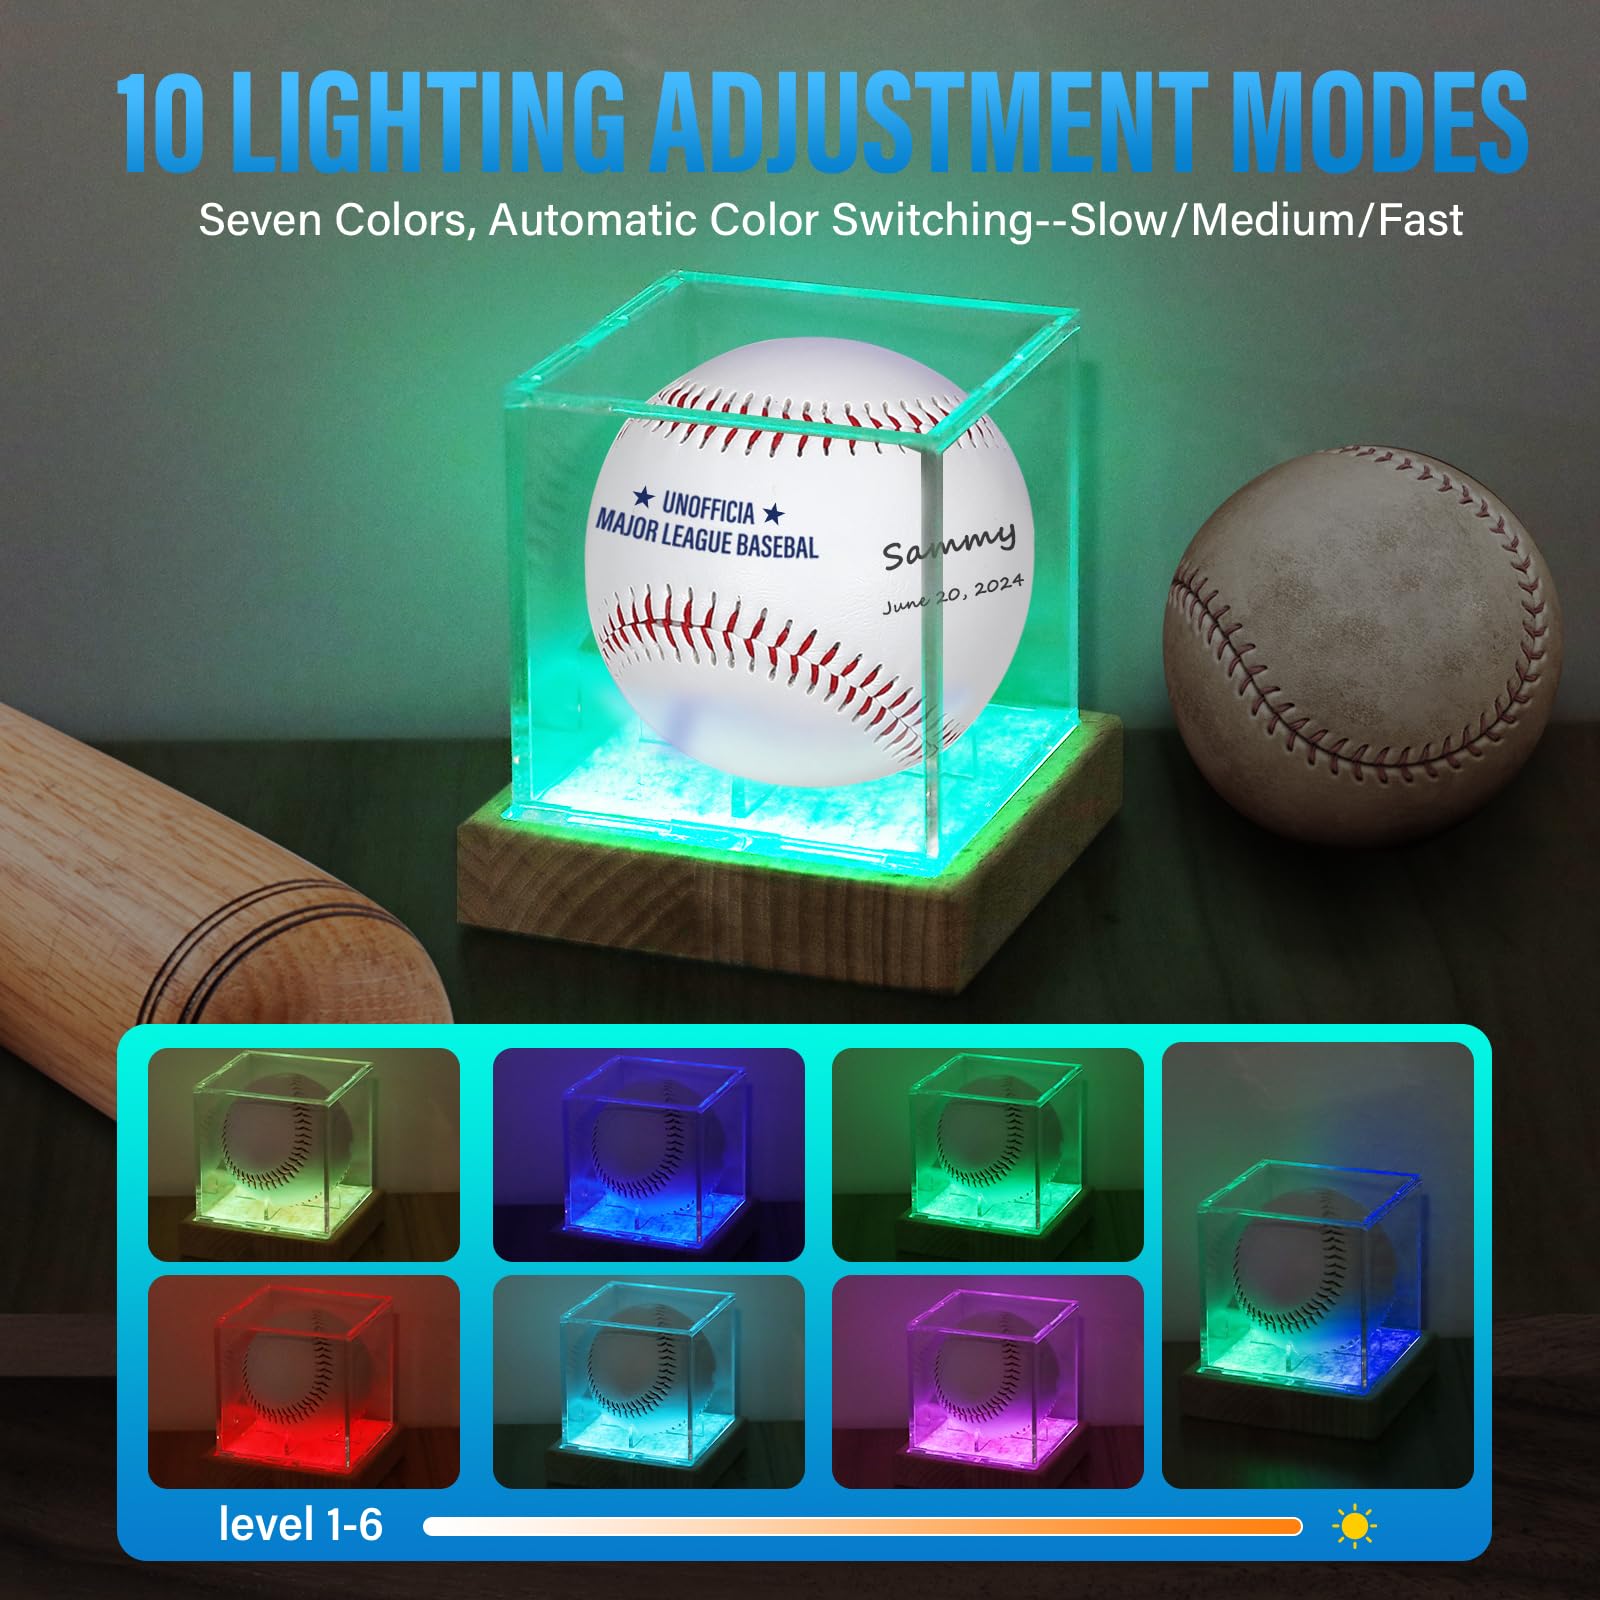 10 LIGHTING ADJUSTMENT MODES
Seven Colors, Automatic Color Switching--Slow/Medium/Fast
★ UNOFFICIA ★
MAJOR LEAGUE BASEBAL
Sammy
June 20, 2024
level 1-6